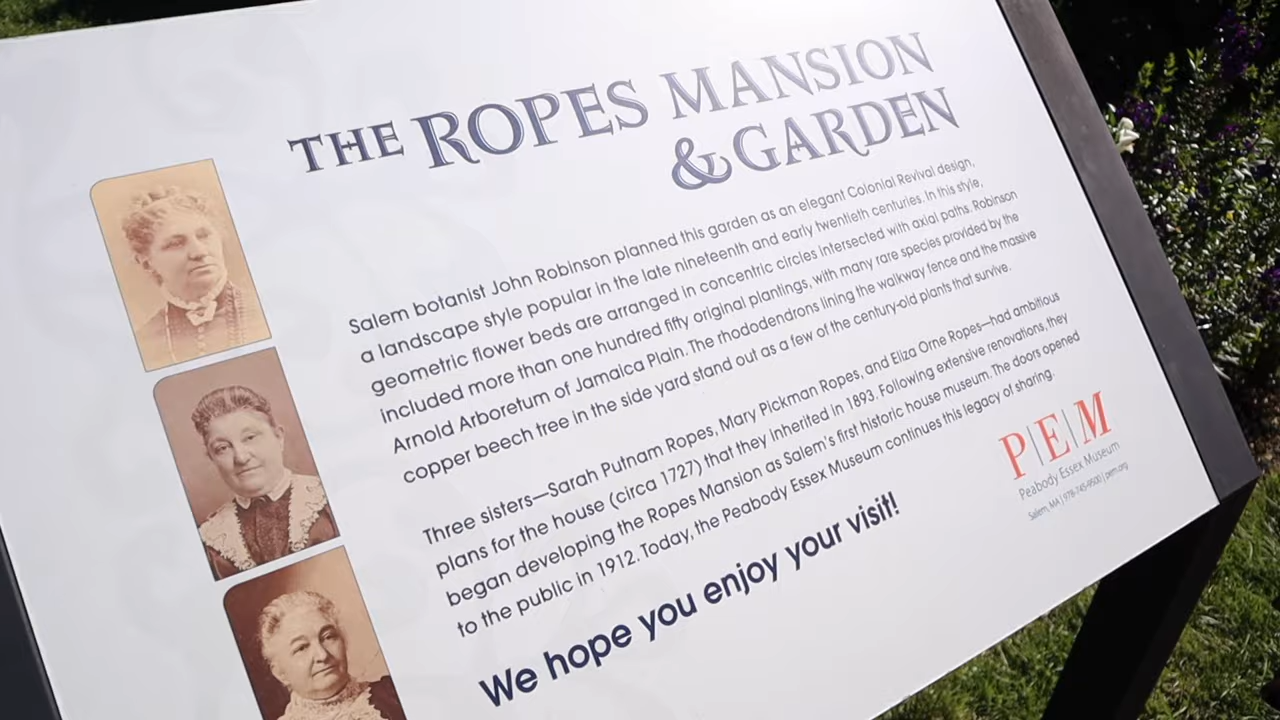 THE ROPES MANSION
& GARDEN
Salem botanist John Robinson planned this garden as an elegant Colonial Revival design,
a landscape style popular in the late nineteenth and early twentieth centuries. In this style,
geometric flower beds are arranged in concentric circles intersected with axial paths. Robinson
included more than one hundred fifty original plantings, with many rare species provided by the
Arnold Arboretum of Jamaica Plain. The rhododendrons lining the walkway fence and the massive
copper beech tree in the side yard stand out as a few of the century-old plants that survive.
Three sisters—Sarah Putnam Ropes, Mary Pickman Ropes, and Eliza Orne Ropes—had ambitious
plans for the house (circa 1727) that they inherited in 1893. Following extensive renovations, they
began developing the Ropes Mansion as Salem's first historic house museum. The doors opened
to the public in 1912. Today, the Peabody Essex Museum continues this legacy of sharing.
We hope you enjoy your visit!
P|E|M
Peabody Essex Museum
Salem, MA | 978-745-9500 | pem.org